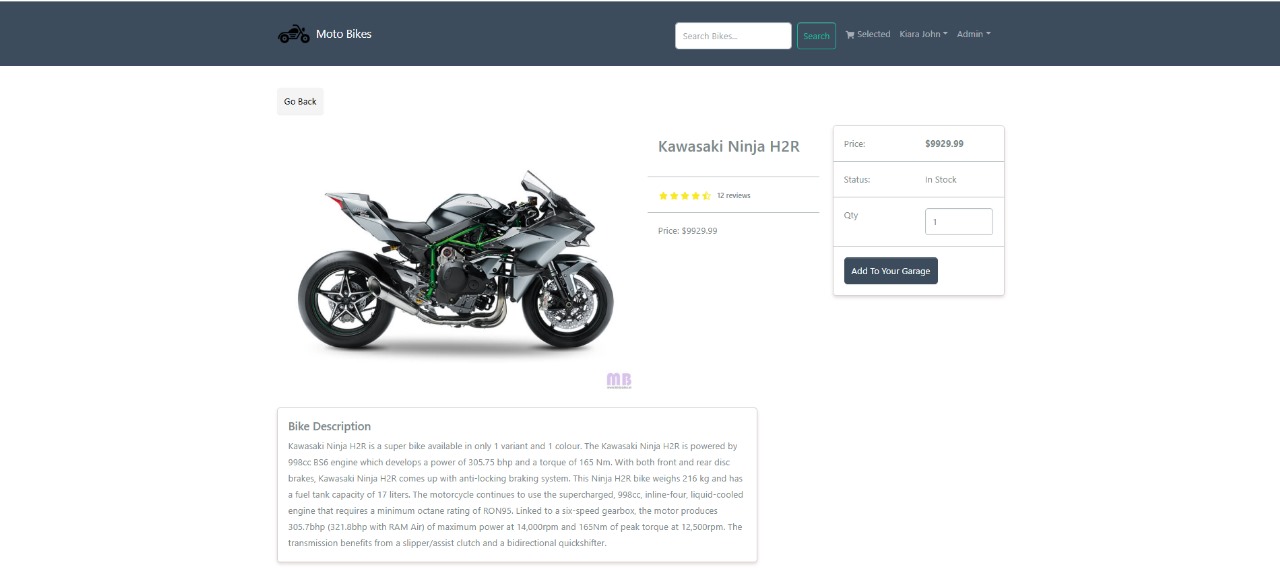 Moto Bikes
Search Bikes...
Search
Selected
Kiara John
Admin
Go Back
Kawasaki Ninja H2R
12 reviews
Price: $9929.99
Price:
$9929.99
Status:
In Stock
Qty
1
Add To Your Garage
MB
Bike Description
Kawasaki Ninja H2R is a super bike available in only 1 variant and 1 colour. The Kawasaki Ninja H2R is powered by
998cc BS6 engine which develops a power of 305.75 bhp and a torque of 165 Nm. With both front and rear disc
brakes, Kawasaki Ninja H2R comes up with anti-locking braking system. This Ninja H2R bike weighs 216 kg and has
a fuel tank capacity of 17 liters. The motorcycle continues to use the supercharged, 998cc, inline-four, liquid-cooled
engine that requires a minimum octane rating of RON95. Linked to a six-speed gearbox, the motor produces
305.7bhp (321.8bhp with RAM Air) of maximum power at 14,000rpm and 165Nm of peak torque at 12,500rpm. The
transmission benefits from a slipper/assist clutch and a bidirectional quickshifter.